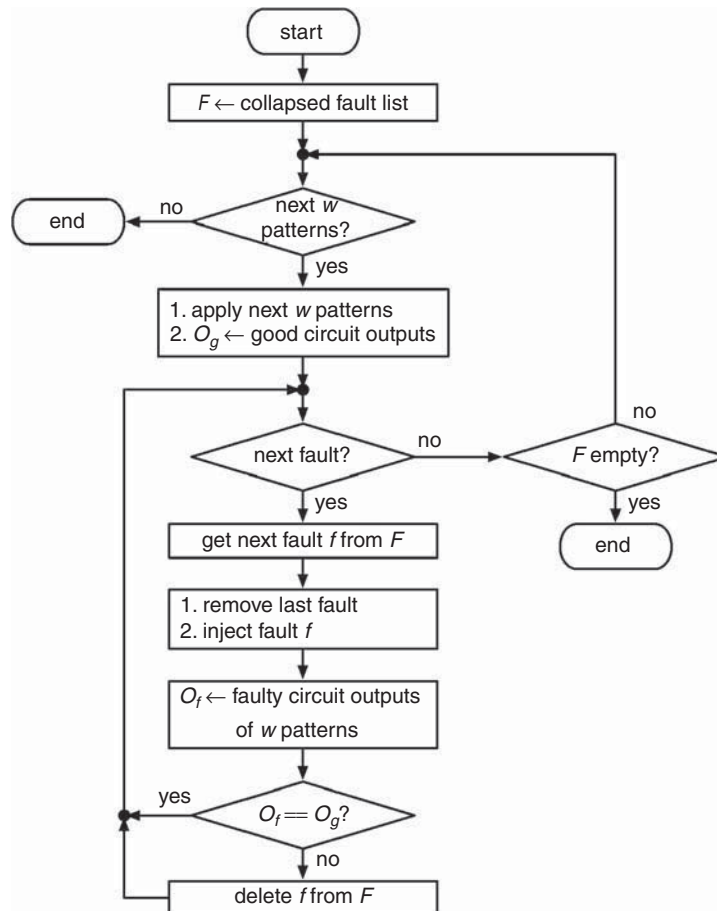 start
F ← collapsed fault list
next w
patterns?
no
end
yes
1. apply next w patterns
2. Og ← good circuit outputs
next fault?
no
F empty?
no
yes
end
yes
get next fault f from F
1. remove last fault
2. inject fault f
Of ← faulty circuit outputs
of w patterns
Of == Og?
yes
no
delete f from F